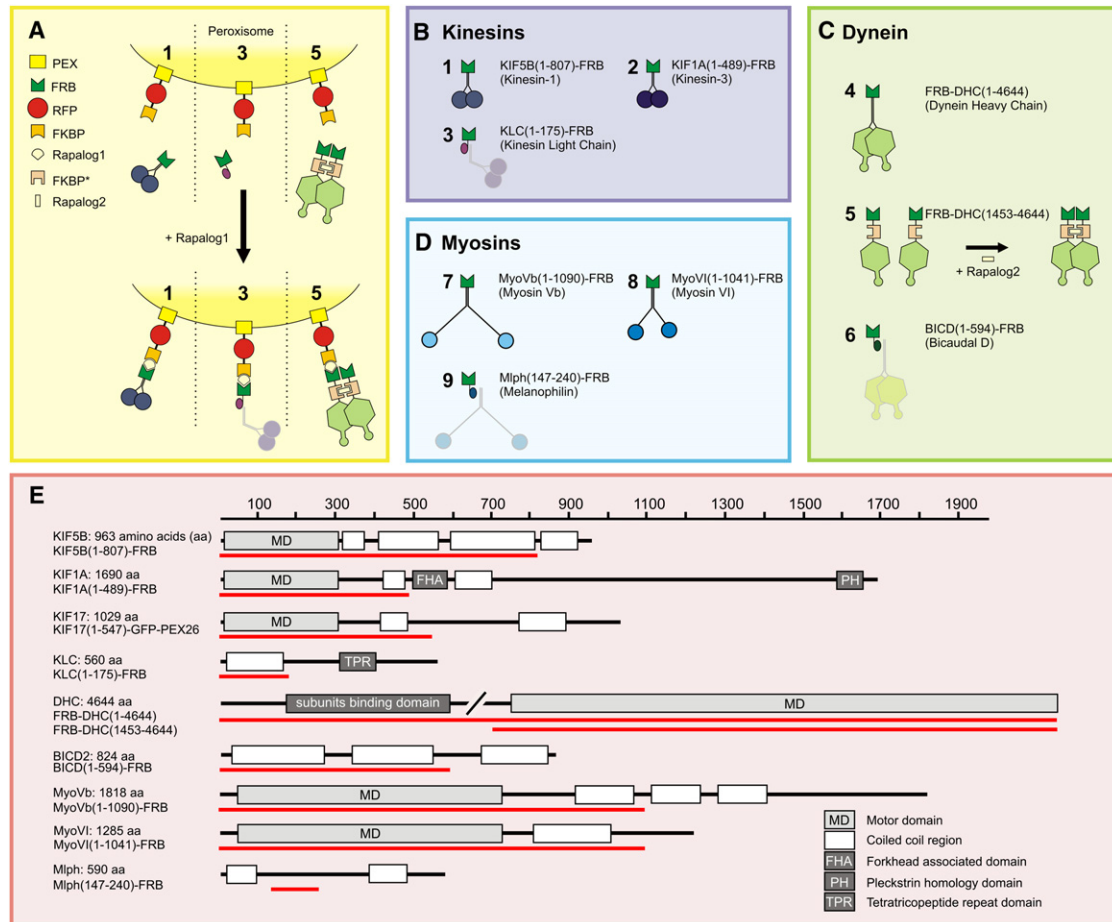 A
Peroxisome
1 3 5
PEX
FRB
RFP
FKBP
Rapalog1
FKBP*
Rapalog2
+ Rapalog1
1 3 5
B Kinesins
1 KIF5B(1-807)-FRB
(Kinesin-1)
2 KIF1A(1-489)-FRB
(Kinesin-3)
3 KLC(1-175)-FRB
(Kinesin Light Chain)
C Dynein
4 FRB-DHC(1-4644)
(Dynein Heavy Chain)
5 FRB-DHC(1453-4644)
+ Rapalog2
6 BICD(1-594)-FRB
(Bicaudal D)
D Myosins
7 MyoVb(1-1090)-FRB
(Myosin Vb)
8 MyoVI(1-1041)-FRB
(Myosin VI)
9 Mlph(147-240)-FRB
(Melanophilin)
E
100 300 500 700 900 1100 1300 1500 1700 1900
KIF5B: 963 amino acids (aa)
KIF5B(1-807)-FRB
MD
KIF1A: 1690 aa
KIF1A(1-489)-FRB
MD FHA PH
KIF17: 1029 aa
KIF17(1-547)-GFP-PEX26
MD
KLC: 560 aa
KLC(1-175)-FRB
TPR
DHC: 4644 aa
FRB-DHC(1-4644)
FRB-DHC(1453-4644)
subunits binding domain MD
BICD2: 824 aa
BICD(1-594)-FRB
MyoVb: 1818 aa
MyoVb(1-1090)-FRB
MD
MyoVI: 1285 aa
MyoVI(1-1041)-FRB
MD
Mlph: 590 aa
Mlph(147-240)-FRB
MD Motor domain
Coiled coil region
FHA Forkhead associated domain
PH Pleckstrin homology domain
TPR Tetratricopeptide repeat domain